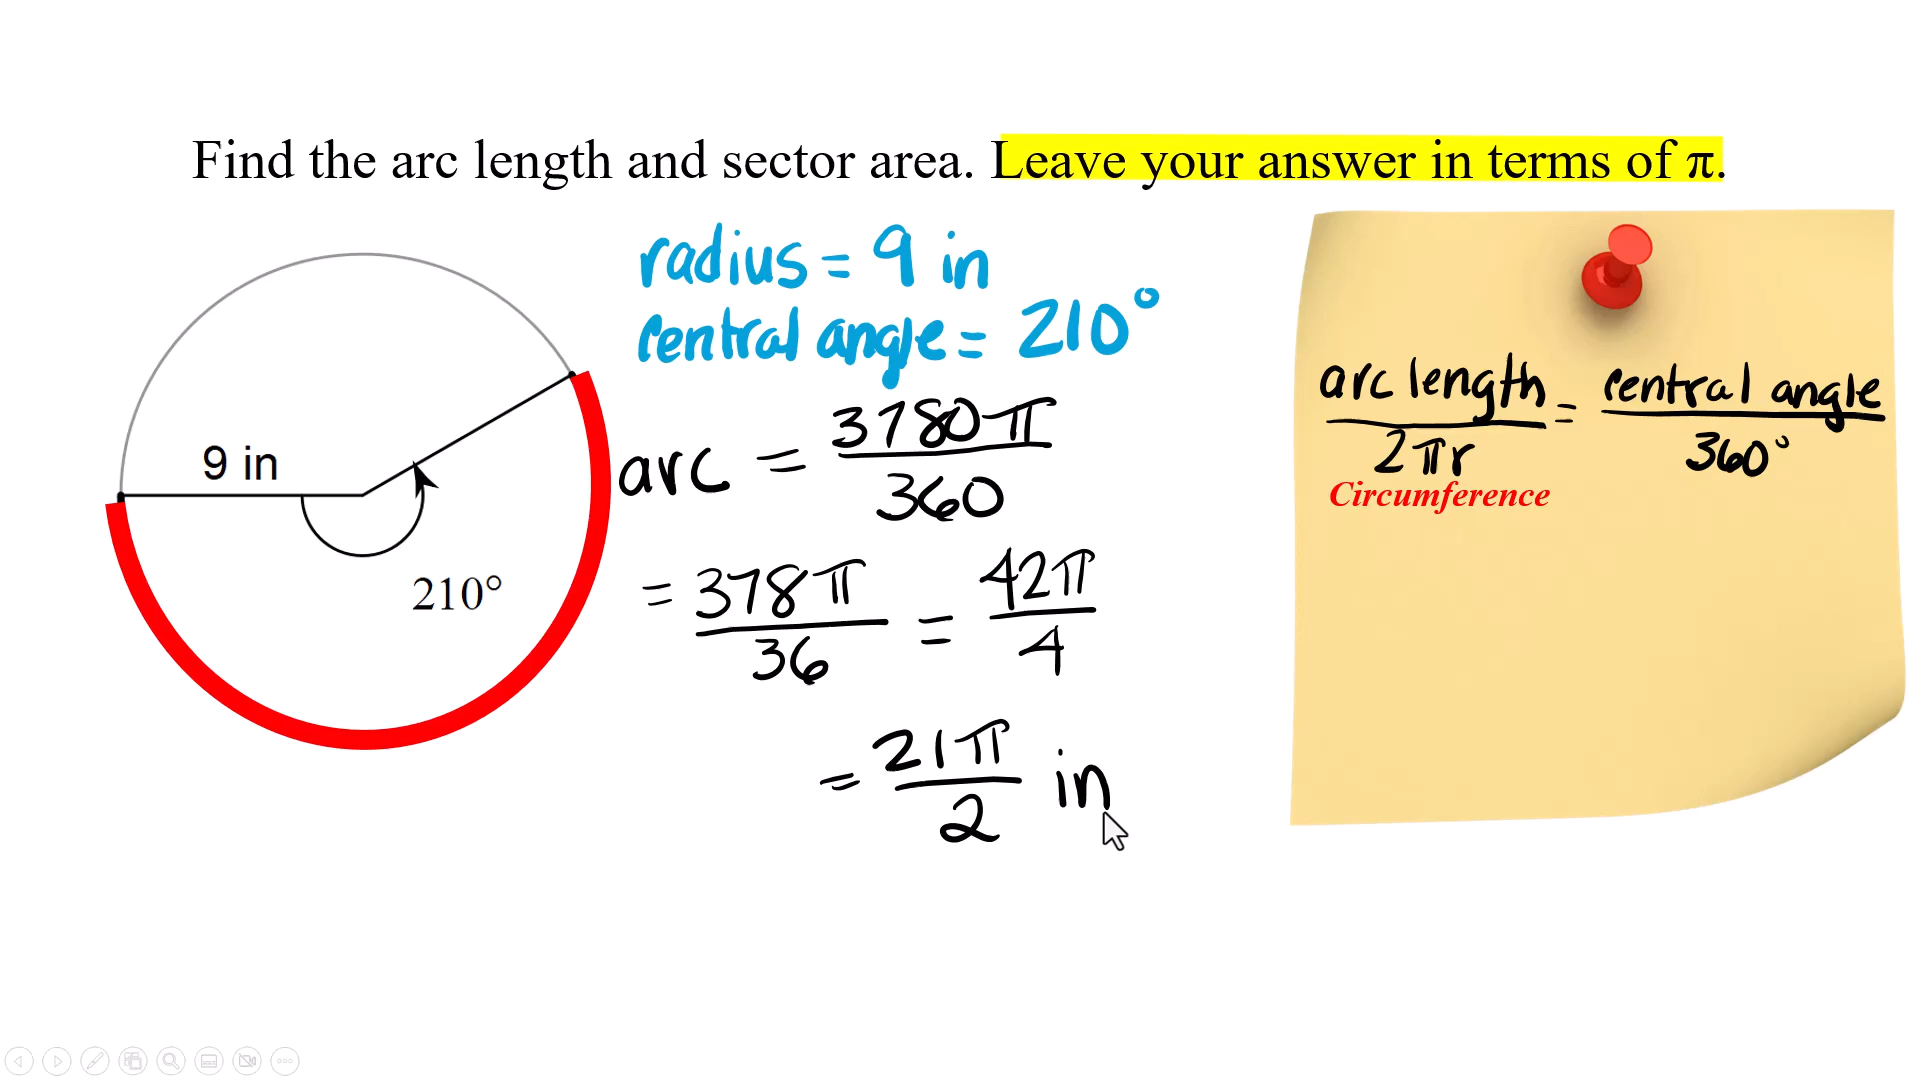 Find the arc length and sector area. Leave your answer in terms of π.
radius = 9 in
central angle = 210°
9 in
210°
arc = 3780π / 360
= 378π / 36 = 42π / 4
= 21π / 2 in
arc length / 2πr = central angle / 360°
Circumference